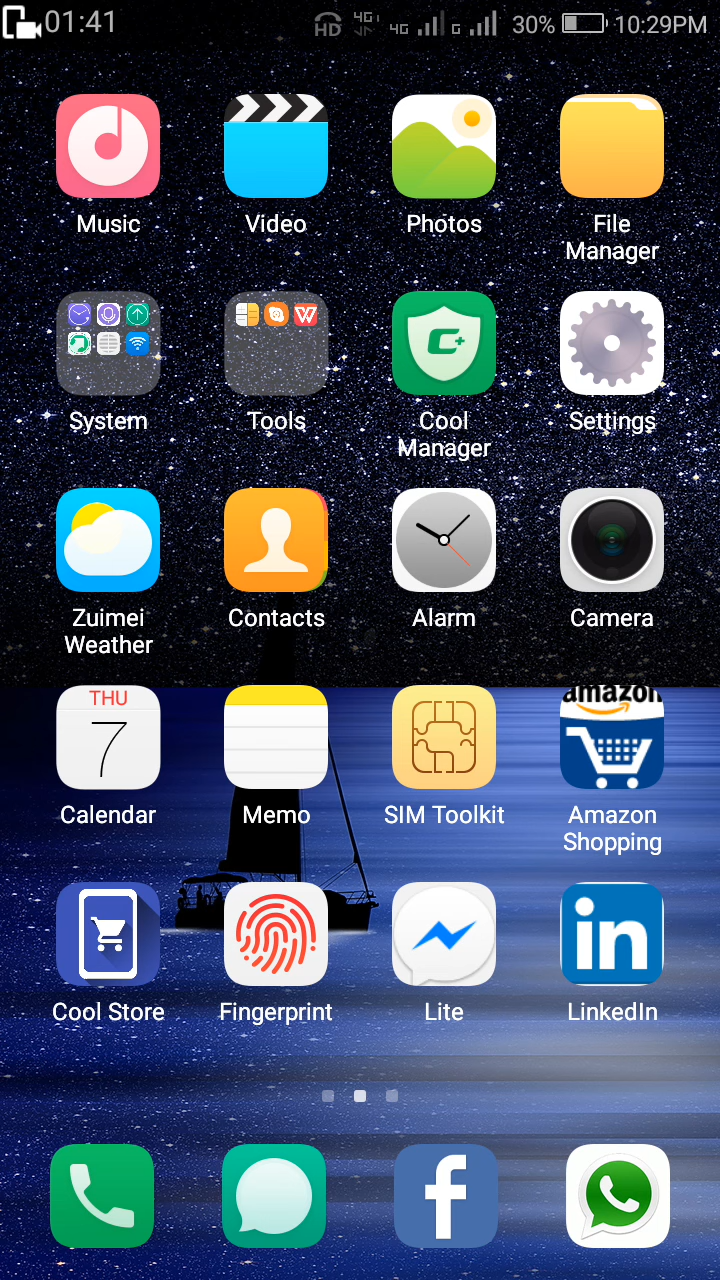 01:41 HD 4G 4G G 30% 10:29PM
Music Video Photos File Manager
System Tools Cool Manager Settings
Zuimei Weather Contacts Alarm Camera
THU
7
amazon
Calendar Memo SIM Toolkit Amazon Shopping
in
Cool Store Fingerprint Lite LinkedIn
f